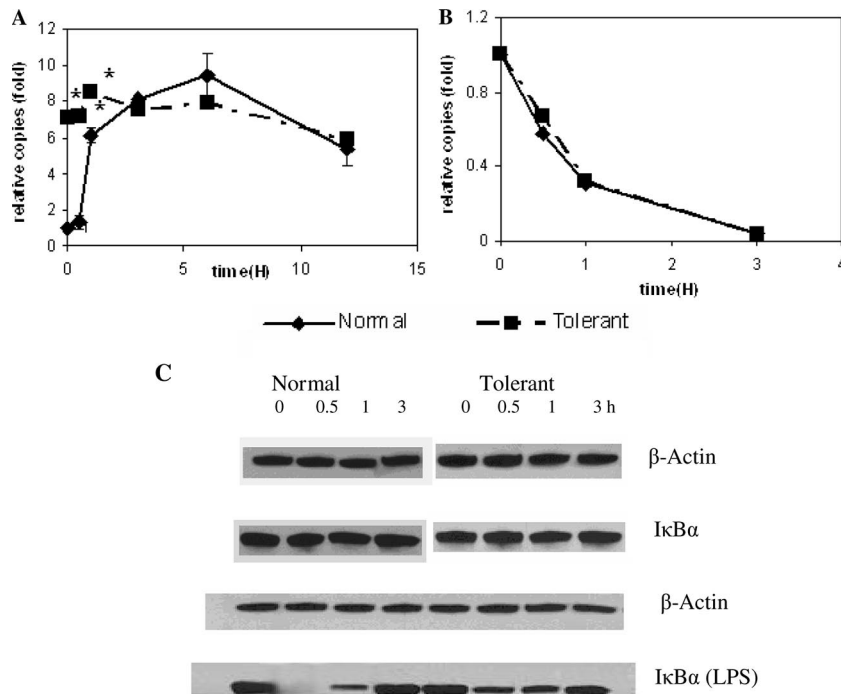 A
relative copies (fold)
12
10
8
6
4
2
0
* * *
0 5 10 15
time(H)
B
relative copies (fold)
1.2
0.8
0.4
0
0 1 2 3 4
time(H)
Normal Tolerant
C
Normal Tolerant
0 0.5 1 3 0 0.5 1 3 h
β-Actin
IκBα
β-Actin
IκBα (LPS)